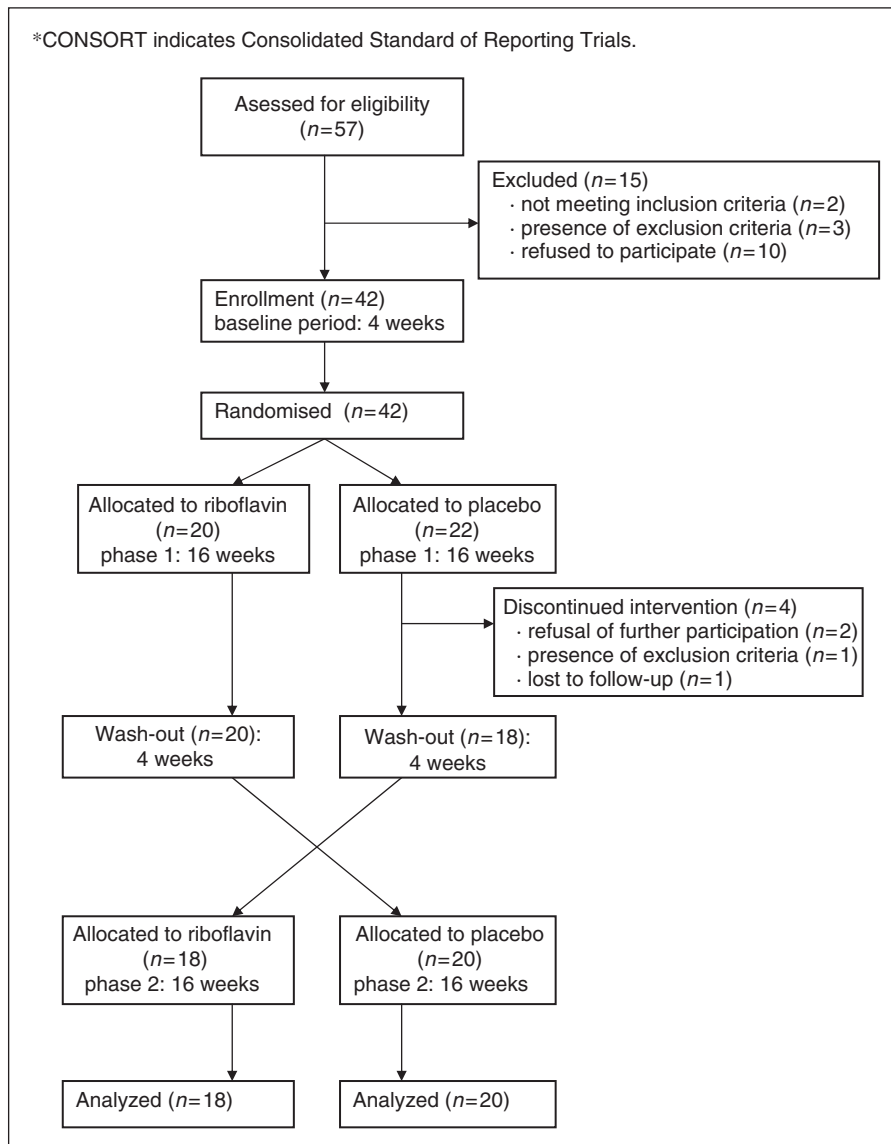 *CONSORT indicates Consolidated Standard of Reporting Trials.
Asessed for eligibility
(n=57)
Excluded (n=15)
· not meeting inclusion criteria (n=2)
· presence of exclusion criteria (n=3)
· refused to participate (n=10)
Enrollment (n=42)
baseline period: 4 weeks
Randomised (n=42)
Allocated to riboflavin
(n=20)
phase 1: 16 weeks
Allocated to placebo
(n=22)
phase 1: 16 weeks
Discontinued intervention (n=4)
· refusal of further participation (n=2)
· presence of exclusion criteria (n=1)
· lost to follow-up (n=1)
Wash-out (n=20):
4 weeks
Wash-out (n=18):
4 weeks
Allocated to riboflavin
(n=18)
phase 2: 16 weeks
Allocated to placebo
(n=20)
phase 2: 16 weeks
Analyzed (n=18)
Analyzed (n=20)